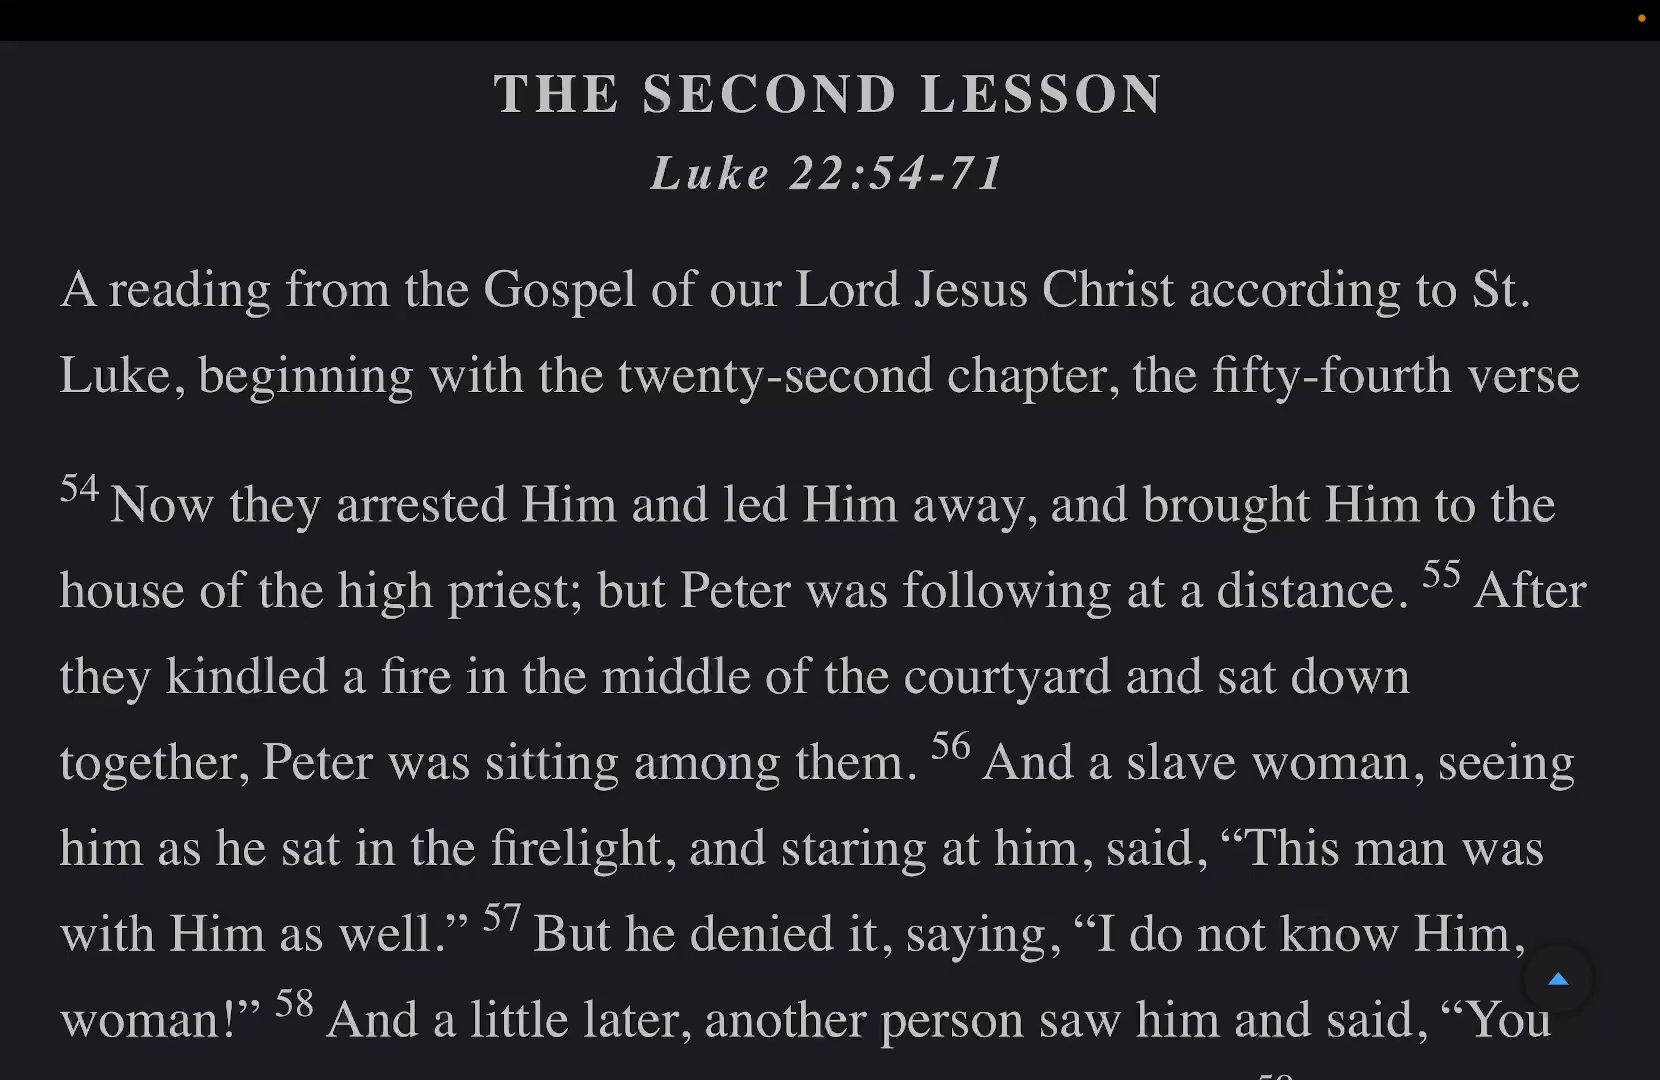 THE SECOND LESSON
Luke 22:54-71
A reading from the Gospel of our Lord Jesus Christ according to St.
Luke, beginning with the twenty-second chapter, the fifty-fourth verse
54 Now they arrested Him and led Him away, and brought Him to the
house of the high priest; but Peter was following at a distance. 55 After
they kindled a fire in the middle of the courtyard and sat down
together, Peter was sitting among them. 56 And a slave woman, seeing
him as he sat in the firelight, and staring at him, said, “This man was
with Him as well.” 57 But he denied it, saying, “I do not know Him,
woman!” 58 And a little later, another person saw him and said, “You